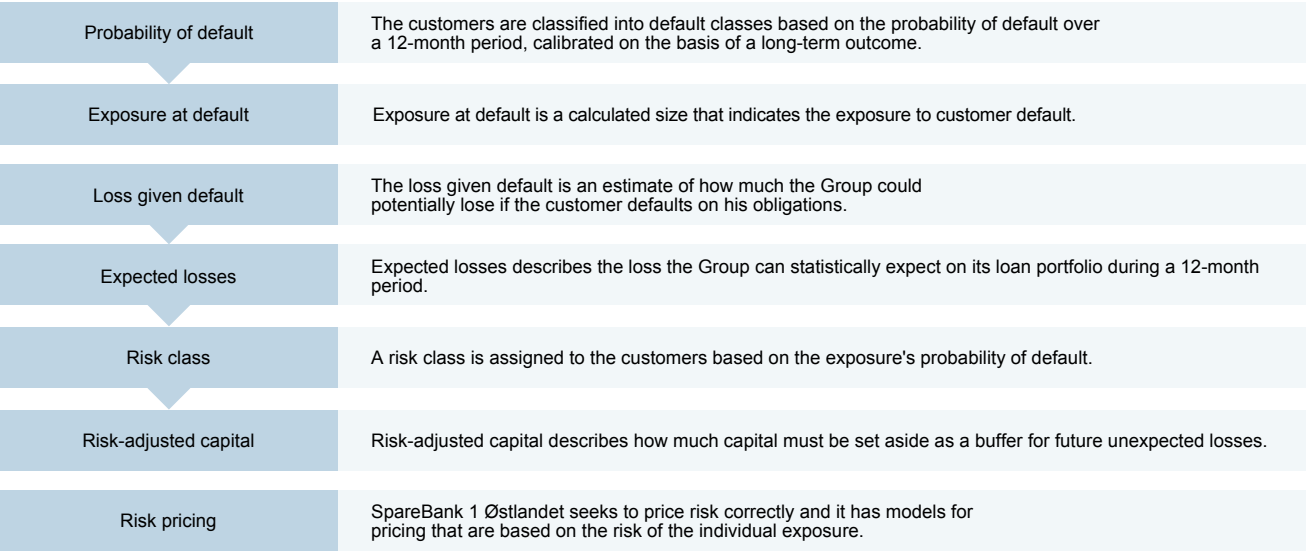 Probability of default
The customers are classified into default classes based on the probability of default over
a 12-month period, calibrated on the basis of a long-term outcome.
Exposure at default
Exposure at default is a calculated size that indicates the exposure to customer default.
Loss given default
The loss given default is an estimate of how much the Group could
potentially lose if the customer defaults on his obligations.
Expected losses
Expected losses describes the loss the Group can statistically expect on its loan portfolio during a 12-month
period.
Risk class
A risk class is assigned to the customers based on the exposure's probability of default.
Risk-adjusted capital
Risk-adjusted capital describes how much capital must be set aside as a buffer for future unexpected losses.
Risk pricing
SpareBank 1 Østlandet seeks to price risk correctly and it has models for
pricing that are based on the risk of the individual exposure.